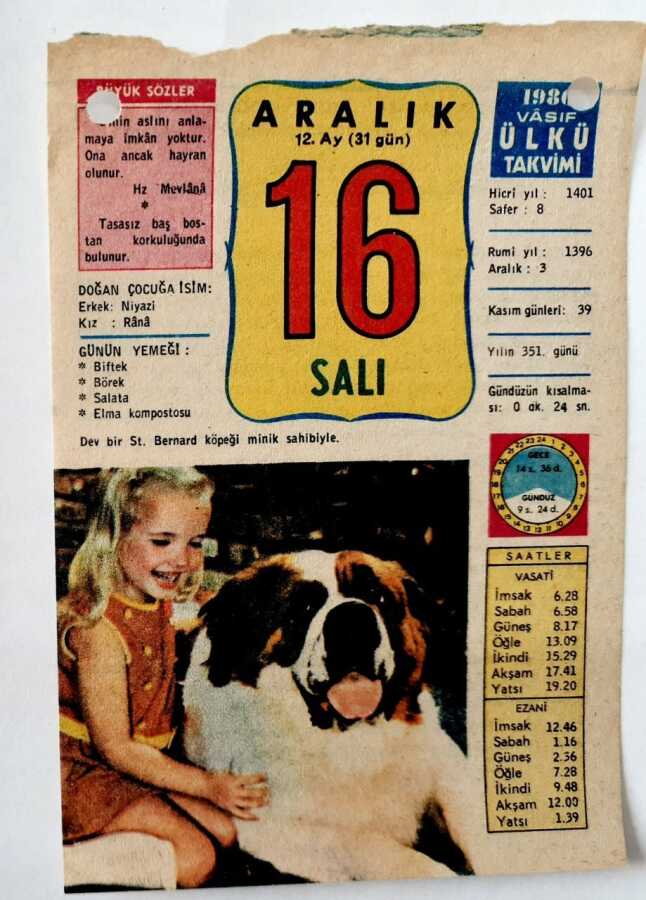 BÜYÜK SÖZLER
aslını anla-
maya imkân yoktur.
Ona ancak hayran
olunur.
Hz Mevlânâ
*
Tasasız baş bos-
tan korkuluğunda
bulunur.
DOĞAN ÇOCUĞA İSİM:
Erkek: Niyazi
Kız : Rânâ
GÜNÜN YEMEĞİ :
* Biftek
* Börek
* Salata
* Elma kompostosu
ARALIK
12. Ay (31 gün)
16
SALI
1980
VÂSIF
ÜLKÜ
TAKVİMİ
Hicrî yıl : 1401
Safer : 8
Rumi yıl : 1396
Aralık : 3
Kasım günleri: 39
Yılın 351. günü
Gündüzün kısalma-
sı: 0 dk. 24 sn.
Dev bir St. Bernard köpeği minik sahibiyle.
GECE
14 s. 36 d.
GÜNDÜZ
9 s. 24 d.
SAATLER
VASATİ
İmsak 6.28
Sabah 6.58
Güneş 8.17
Öğle 13.09
İkindi 15.29
Akşam 17.41
Yatsı 19.20
EZANİ
İmsak 12.46
Sabah 1.16
Güneş 2.36
Öğle 7.28
İkindi 9.48
Akşam 12.00
Yatsı 1.39